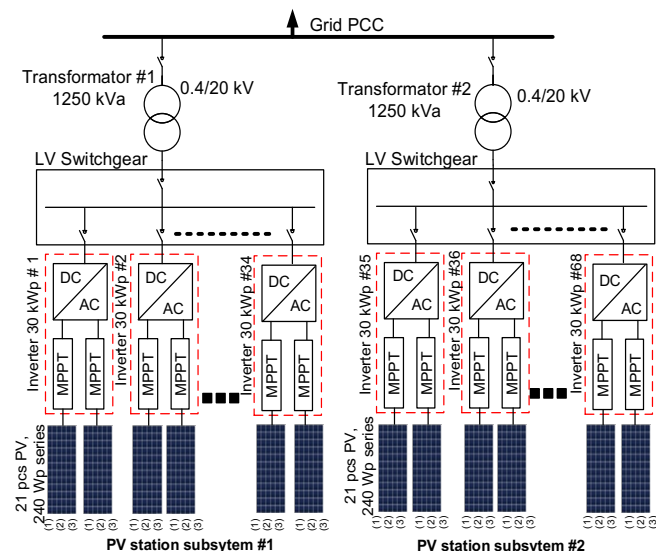 Grid PCC
Transformator #1
1250 kVa
0.4/20 kV
Transformator #2
1250 kVa
0.4/20 kV
LV Switchgear
LV Switchgear
Inverter 30 kWp # 1
DC
AC
MPPT
MPPT
Inverter 30 kWp #2
DC
AC
MPPT
MPPT
Inverter 30 kWp #34
DC
AC
MPPT
MPPT
Inverter 30 kWp #35
DC
AC
MPPT
MPPT
Inverter 30 kWp #36
DC
AC
MPPT
MPPT
Inverter 30 kWp #68
DC
AC
MPPT
MPPT
21 pcs PV,
240 Wp series
(1) (2) (3) (1) (2) (3) (1) (2) (3) (1) (2) (3) (1) (2) (3) (1) (2) (3)
21 pcs PV,
240 Wp series
(1) (2) (3) (1) (2) (3) (1) (2) (3) (1) (2) (3) (1) (2) (3) (1) (2) (3)
PV station subsytem #1
PV station subsytem #2